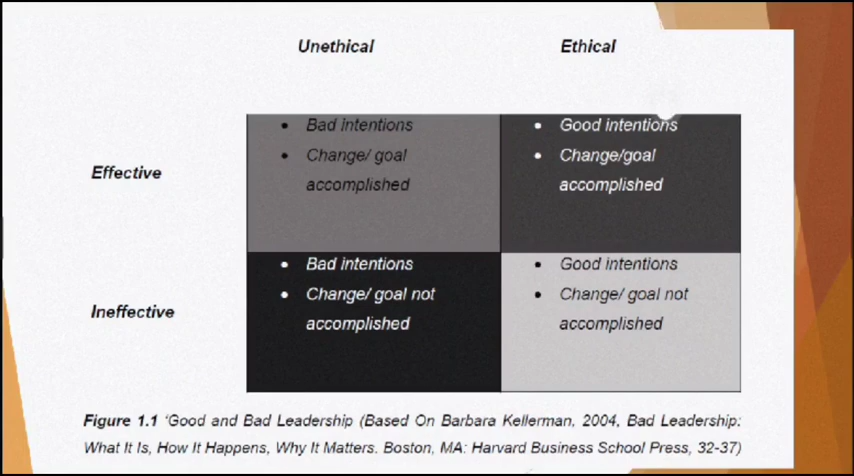 Unethical Ethical
Effective
• Bad intentions
• Change/ goal
accomplished
• Good intentions
• Change/goal
accomplished
Ineffective
• Bad intentions
• Change/ goal not
accomplished
• Good intentions
• Change/ goal not
accomplished
Figure 1.1 ‘Good and Bad Leadership (Based On Barbara Kellerman, 2004, Bad Leadership:
What It Is, How It Happens, Why It Matters. Boston, MA: Harvard Business School Press, 32-37)